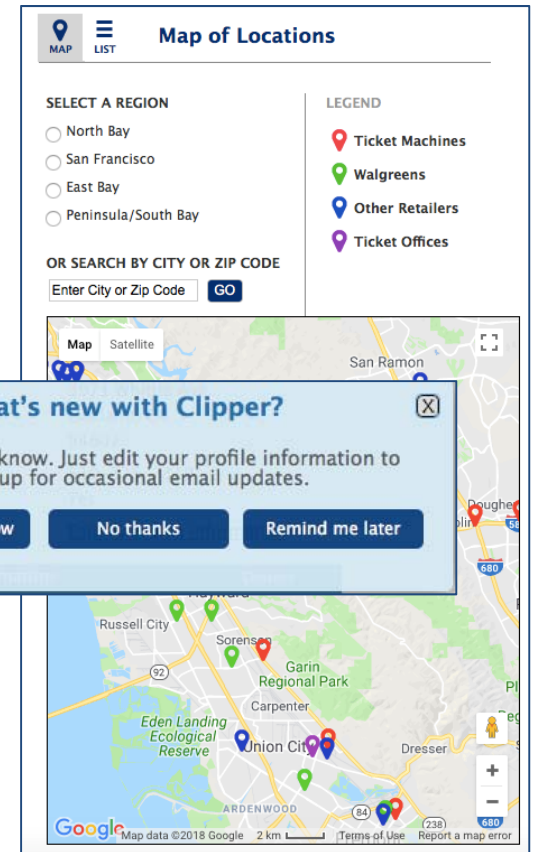 MAP
LIST
Map of Locations
SELECT A REGION
North Bay
San Francisco
East Bay
Peninsula/South Bay
OR SEARCH BY CITY OR ZIP CODE
Enter City or Zip Code
GO
LEGEND
Ticket Machines
Walgreens
Other Retailers
Ticket Offices
Map
Satellite
San Ramon
at's new with Clipper?
X
know. Just edit your profile information to
up for occasional email updates.
ow
No thanks
Remind me later
680
Russell City
92
Garin
Regional Park
Carpenter
Eden Landing
Ecological
Reserve
Union City
Dresser
ARDENWOOD
84
238
680
Google
Map data ©2018 Google
2 km
Terms of Use
Report a map error